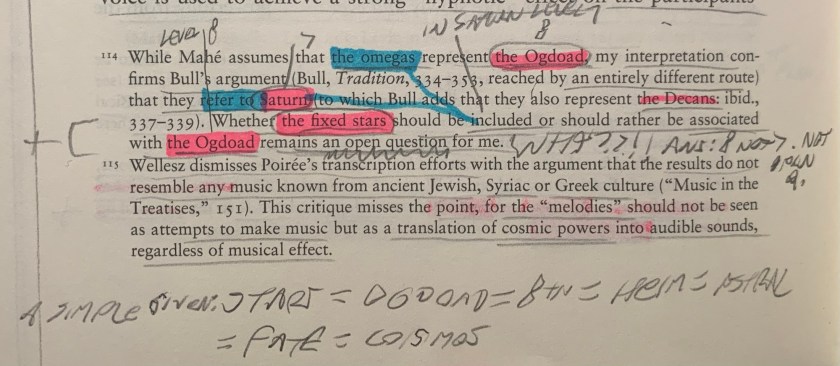 voice is used to achieve a strong "hypnotic" effect on the participants
IN SATURN LEVEL 7
LEVEL 8
7
8
114 While Mahé assumes that the omegas represent the Ogdoad, my interpretation con-
firms Bull's argument (Bull, Tradition, 334–353, reached by an entirely different route)
that they refer to Saturn (to which Bull adds that they also represent the Decans: ibid.,
337–339). Whether the fixed stars should be included or should rather be associated
with the Ogdoad remains an open question for me. WHAT??!! ANS: 8 NOT 7. NOT
115 Wellesz dismisses Poirée's transcription efforts with the argument that the results do not
resemble any music known from ancient Jewish, Syriac or Greek culture ("Music in the
Treatises," 151). This critique misses the point, for the "melodies" should not be seen
as attempts to make music but as a translation of cosmic powers into audible sounds,
regardless of musical effect.
A SIMPLE GIVEN: START = OGDOAD = 8TH = HEIM = ASTRAL
= FATE = COSMOS